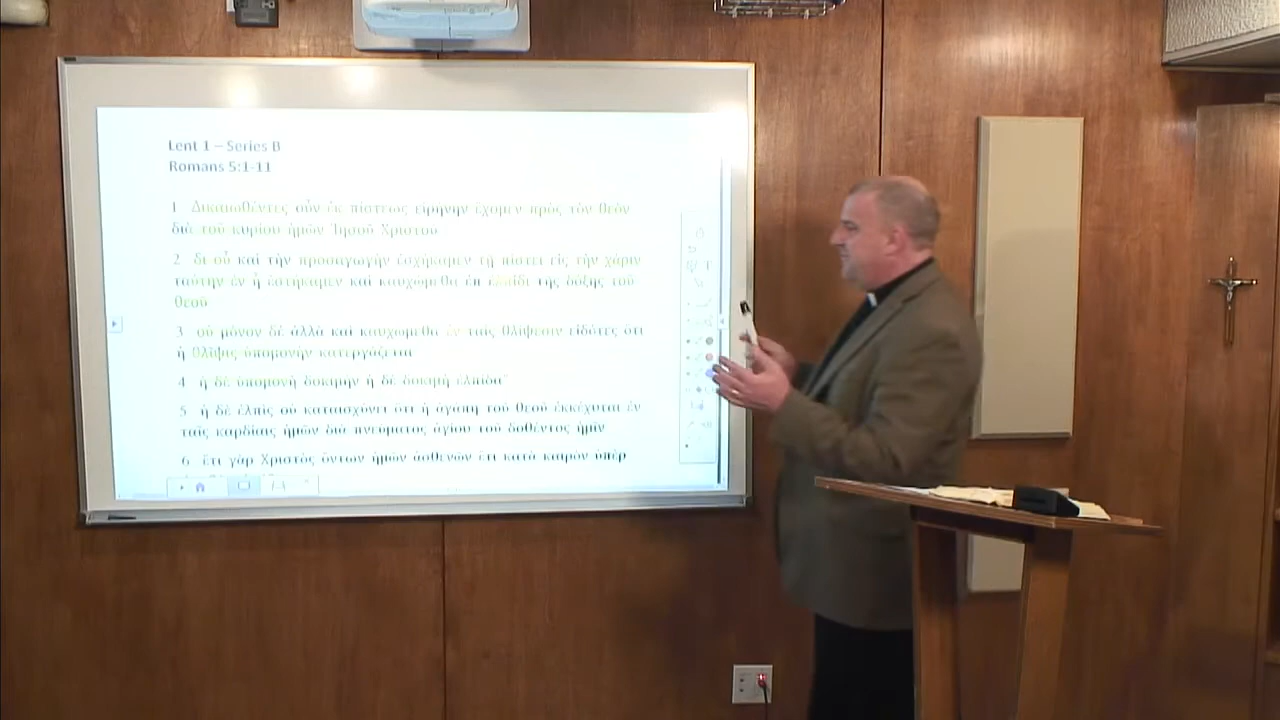 Lent 1 – Series B
Romans 5:1-11
1 Δικαιωθέντες οὖν ἐκ πίστεως εἰρήνην ἔχομεν πρὸς τὸν θεὸν
διὰ τοῦ κυρίου ἡμῶν Ἰησοῦ Χριστοῦ
2 δι οὗ καὶ τὴν προσαγωγὴν ἐσχήκαμεν τῇ πίστει εἰς τὴν χάριν
ταύτην ἐν ᾗ ἑστήκαμεν καὶ καυχώμεθα ἐπ ἐλπίδι τῆς δόξης τοῦ
θεοῦ
3 οὐ μόνον δέ ἀλλὰ καὶ καυχώμεθα ἐν ταῖς θλίψεσιν εἰδότες ὅτι
ἡ θλῖψις ὑπομονὴν κατεργάζεται
4 ἡ δὲ ὑπομονὴ δοκιμήν ἡ δὲ δοκιμὴ ἐλπίδα
5 ἡ δὲ ἐλπὶς οὐ καταισχύνει ὅτι ἡ ἀγάπη τοῦ θεοῦ ἐκκέχυται ἐν
ταῖς καρδίαις ἡμῶν διὰ πνεύματος ἁγίου τοῦ δοθέντος ἡμῖν
6 ἔτι γὰρ Χριστὸς ὄντων ἡμῶν ἀσθενῶν ἔτι κατὰ καιρὸν ὑπὲρ